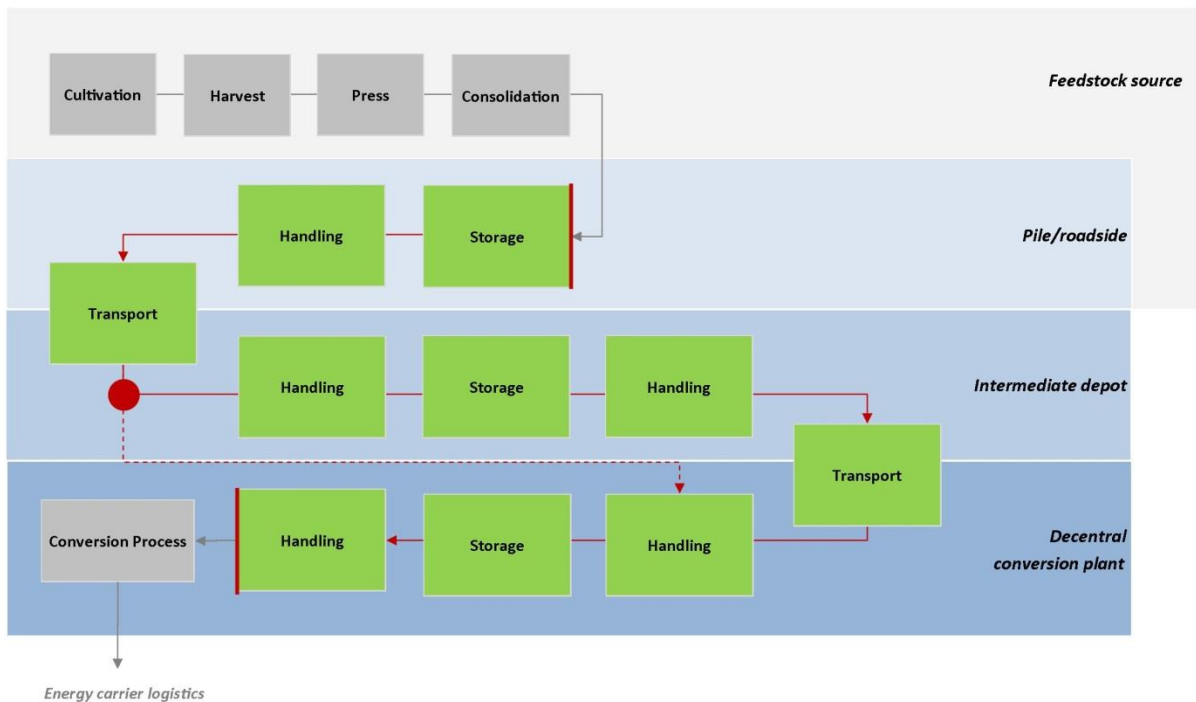 Cultivation
Harvest
Press
Consolidation
Feedstock source
Handling
Storage
Pile/roadside
Transport
Handling
Storage
Handling
Intermediate depot
Transport
Conversion Process
Handling
Storage
Handling
Decentral
conversion plant
Energy carrier logistics